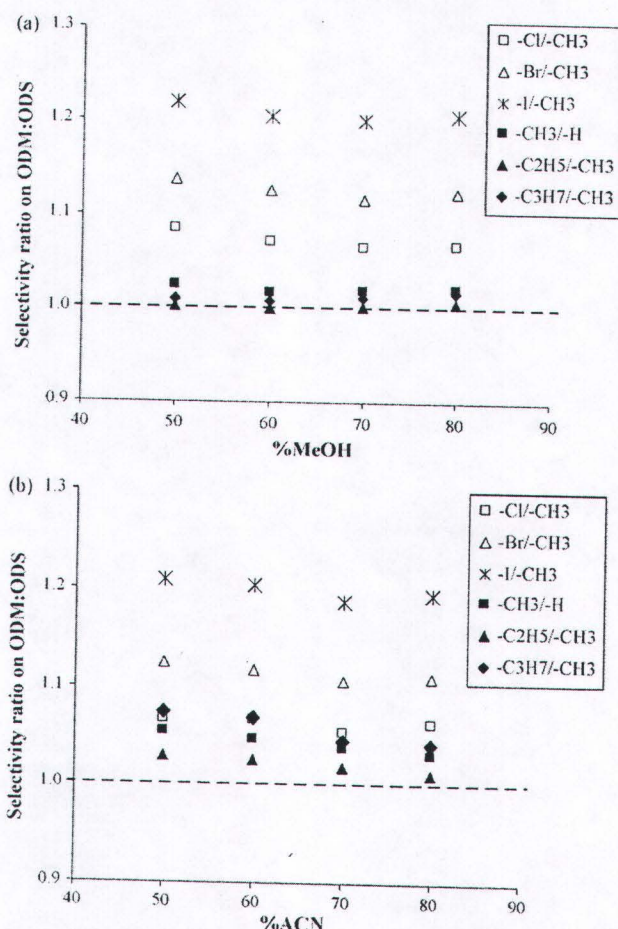 (a)
1.3
1.2
1.1
1.0
0.9
Selectivity ratio on ODM:ODS
40 50 60 70 80 90
%MeOH
-Cl/-CH3
-Br/-CH3
-I/-CH3
-CH3/-H
-C2H5/-CH3
-C3H7/-CH3
(b)
1.3
1.2
1.1
1.0
0.9
Selectivity ratio on ODM:ODS
40 50 60 70 80 90
%ACN
-Cl/-CH3
-Br/-CH3
-I/-CH3
-CH3/-H
-C2H5/-CH3
-C3H7/-CH3